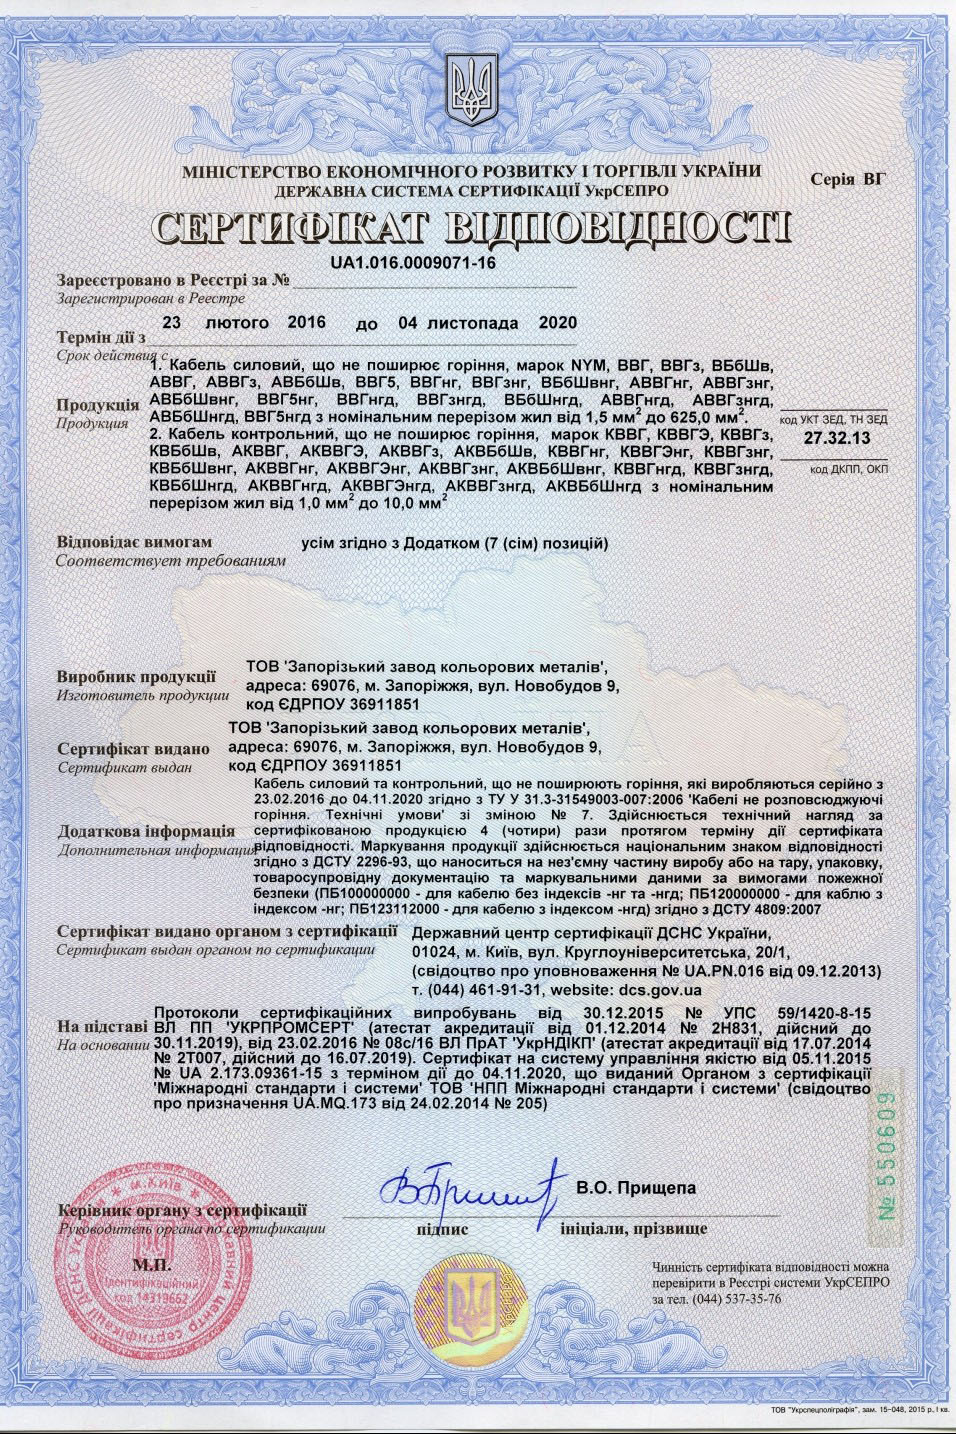 МІНІСТЕРСТВО ЕКОНОМІЧНОГО РОЗВИТКУ І ТОРГІВЛІ УКРАЇНИ
ДЕРЖАВНА СИСТЕМА СЕРТИФІКАЦІЇ УкрСЕПРО
Серія ВГ
СЕРТИФІКАТ ВІДПОВІДНОСТІ
UA1.016.0009071-16
Зареєстровано в Реєстрі за №
Зарегистрирован в Реестре
23 лютого 2016 до 04 листопада 2020
Термін дії з
Срок действия с
1. Кабель силовий, що не поширює горіння, марок NYM, ВВГ, ВВГз, ВБбШв,
АВВГ, АВВГз, АВБбШв, ВВГ5, ВВГнг, ВВГзнг, ВБбШвнг, АВВГнг, АВВГзнг,
АВБбШвнг, ВВГ5нг, ВВГнгд, ВВГзнгд, ВБбШнгд, АВВГнгд, АВВГзнгд,
АВБбШнгд, ВВГ5нгд з номінальним перерізом жил від 1,5 мм² до 625,0 мм².
Продукція
Продукция
2. Кабель контрольний, що не поширює горіння, марок КВВГ, КВВГЭ, КВВГз,
КВБбШв, АКВВГ, АКВВГЭ, АКВВГз, АКВБбШв, КВВГнг, КВВГЭнг, КВВГзнг,
КВБбШвнг, АКВВГнг, АКВВГЭнг, АКВВГзнг, АКВБбШвнг, КВВГнгд, КВВГзнгд,
КВБбШнгд, АКВВГнгд, АКВВГЭнгд, АКВВГзнгд, АКВБбШнгд з номінальним
перерізом жил від 1,0 мм² до 10,0 мм²
код УКТ ЗЕД, ТН ЗЕД
27.32.13
код ДКПП, ОКП
Відповідає вимогам
Соответствует требованиям
усім згідно з Додатком (7 (сім) позицій)
Виробник продукції
Изготовитель продукции
ТОВ 'Запорізький завод кольорових металів',
адреса: 69076, м. Запоріжжя, вул. Новобудов 9,
код ЄДРПОУ 36911851
Сертифікат видано
Сертификат выдан
ТОВ 'Запорізький завод кольорових металів',
адреса: 69076, м. Запоріжжя, вул. Новобудов 9,
код ЄДРПОУ 36911851
Додаткова інформація
Дополнительная информация
Кабель силовий та контрольний, що не поширюють горіння, які виробляються серійно з
23.02.2016 до 04.11.2020 згідно з ТУ У 31.3-31549003-007:2006 'Кабелі не розповсюджуючі
горіння. Технічні умови' зі зміною № 7. Здійснюється технічний нагляд за
сертифікованою продукцією 4 (чотири) рази протягом терміну дії сертифіката
відповідності. Маркування продукції здійснюється національним знаком відповідності
згідно з ДСТУ 2296-93, що наноситься на нез'ємну частину виробу або на тару, упаковку,
товаросупровідну документацію та маркувальними даними за вимогами пожежної
безпеки (ПБ100000000 - для кабелю без індексів -нг та -нгд; ПБ120000000 - для каблю з
індексом -нг; ПБ123112000 - для кабелю з індексом -нгд) згідно з ДСТУ 4809:2007
Сертифікат видано органом з сертифікації
Сертификат выдан органом по сертификации
Державний центр сертифікації ДСНС України,
01024, м. Київ, вул. Круглоуніверситетська, 20/1,
(свідоцтво про уповноваження № UA.PN.016 від 09.12.2013)
т. (044) 461-91-31, website: dcs.gov.ua
На підставі
На основании
Протоколи сертифікаційних випробувань від 30.12.2015 № УПС 59/1420-8-15
ВЛ ПП 'УКРПРОМСЕРТ' (атестат акредитації від 01.12.2014 № 2Н831, дійсний до
30.11.2019), від 23.02.2016 № 08с/16 ВЛ ПрАТ 'УкрНДІКП' (атестат акредитації від 17.07.2014
№ 2Т007, дійсний до 16.07.2019). Сертифікат на систему управління якістю від 05.11.2015
№ UA 2.173.09361-15 з терміном дії до 04.11.2020, що виданий Органом з сертифікації
'Міжнародні стандарти і системи' ТОВ 'НПП Міжнародні стандарти і системи' (свідоцтво
про призначення UA.MQ.173 від 24.02.2014 № 205)
№ 550609
Керівник органу з сертифікації
Руководитель органа по сертификации
В.О. Прищепа
підпис
ініціали, прізвище
М.П.
м.Київ
Державний центр сертифікації ДСНС України
Ідентифікаційний
код 14319662
Чинність сертифіката відповідності можна
перевірити в Реєстрі системи УкрСЕПРО
за тел. (044) 537-35-76
ТОВ "Укрспецполіграфія", зам. 15–048, 2015 р., І кв.